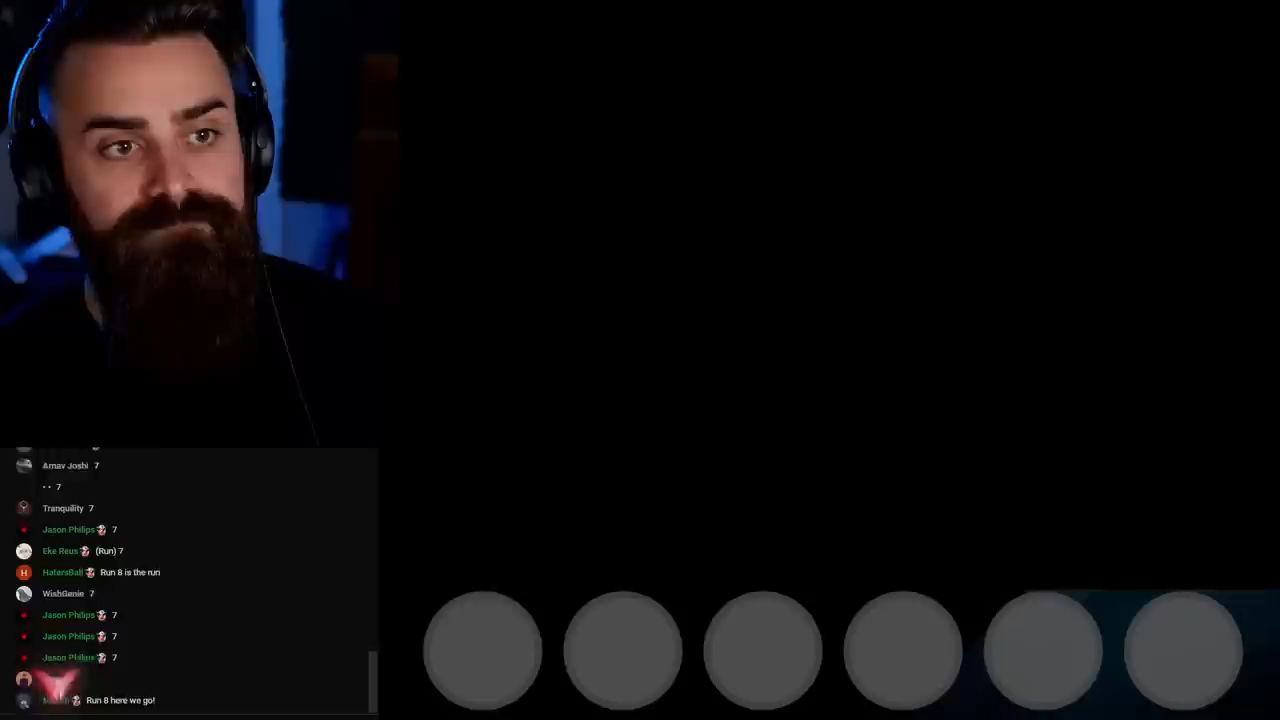 Arnav Joshi 7
7
Tranquility 7
Jason Philips 7
Eke Reus (Run) 7
HatersBall Run 8 is the run
WishGenie 7
Jason Philips 7
Jason Philips 7
Jason Philips 7
Run 8 here we go!